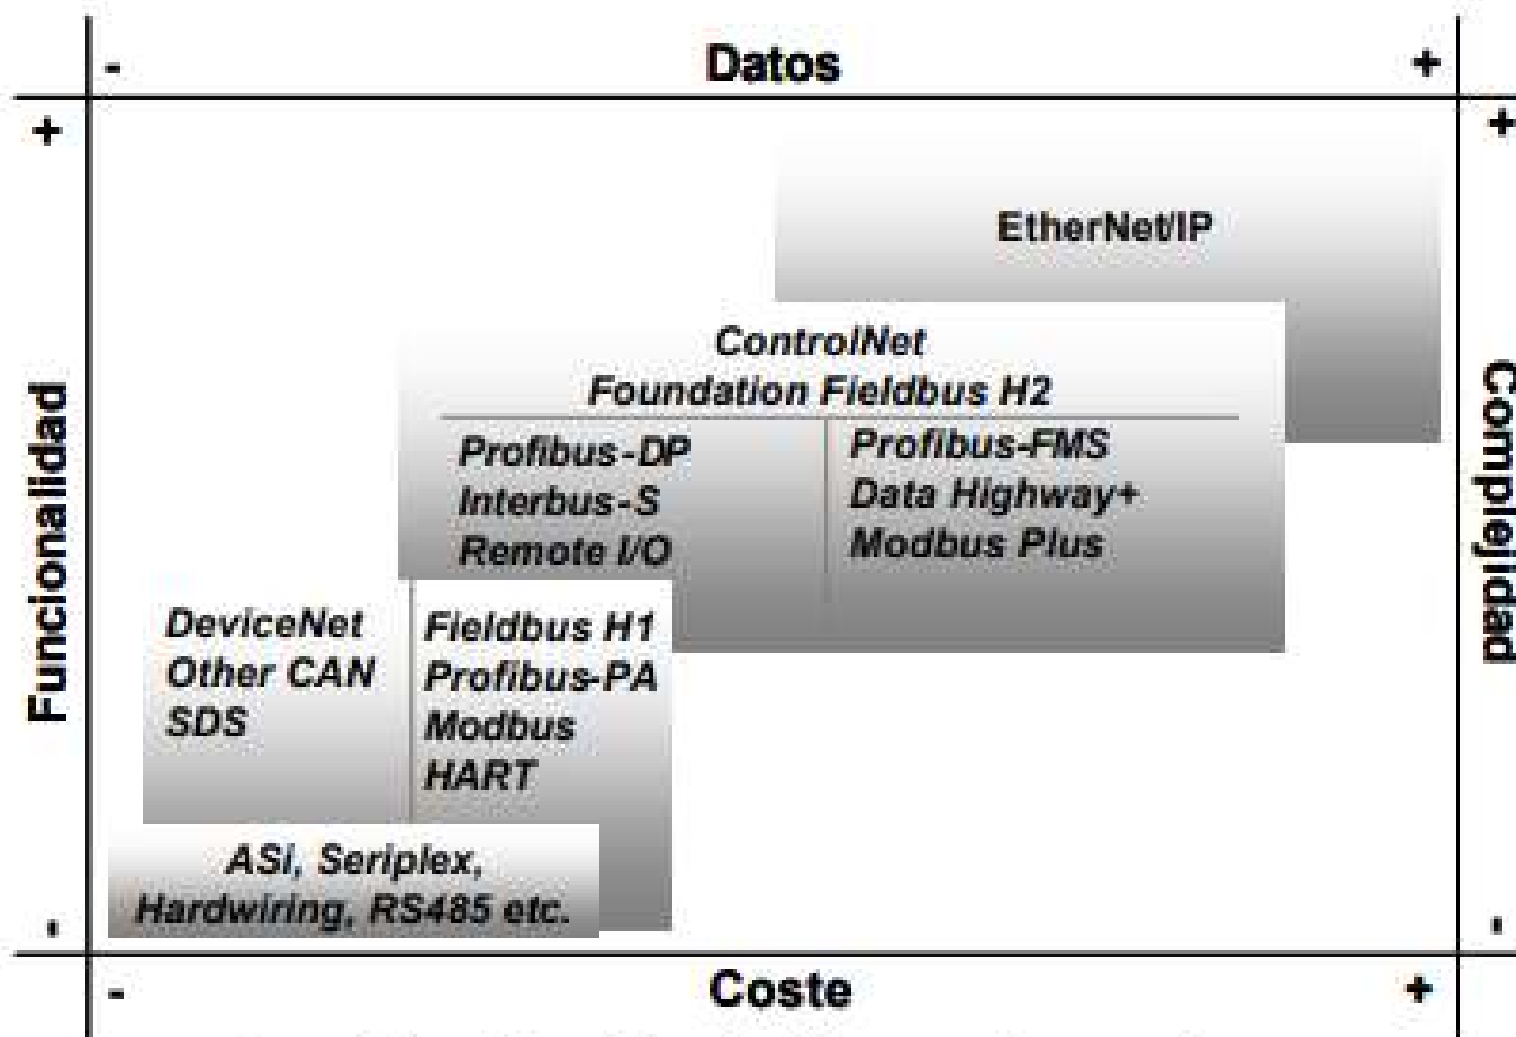 - Datos +
+ +
EtherNet/IP
ControlNet
Foundation Fieldbus H2
Profibus-DP
Interbus-S
Remote I/O
Profibus-FMS
Data Highway+
Modbus Plus
Funcionalidad
Complejidad
DeviceNet
Other CAN
SDS
Fieldbus H1
Profibus-PA
Modbus
HART
ASi, Seriplex,
Hardwiring, RS485 etc.
- -
- Coste +